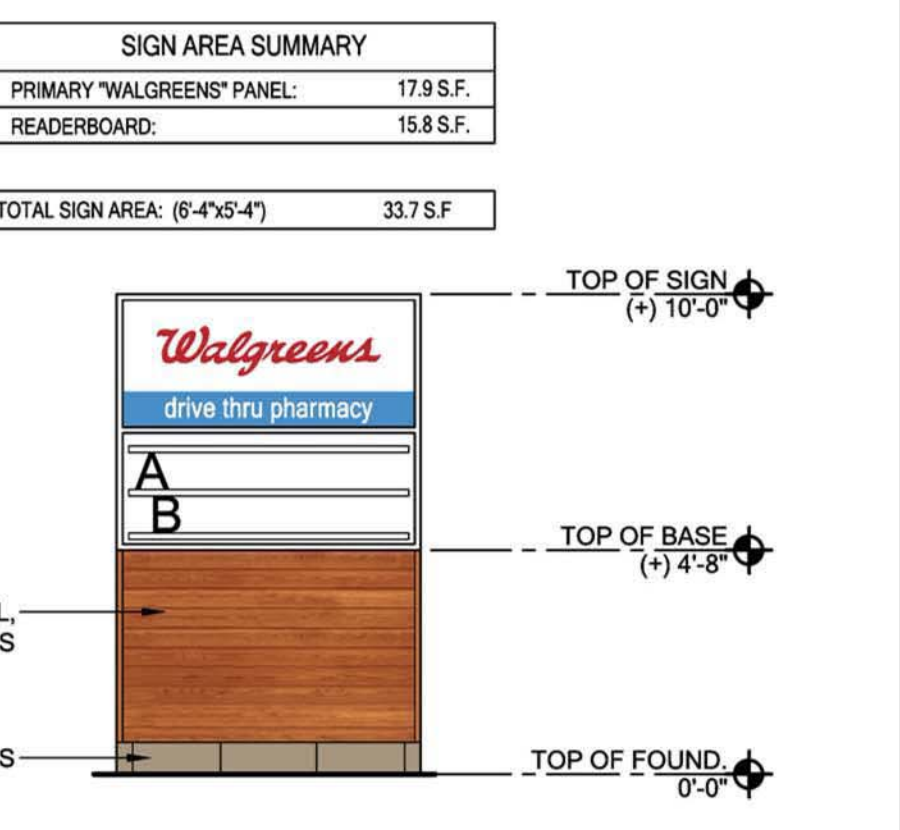 SIGN AREA SUMMARY
PRIMARY "WALGREENS" PANEL: 17.9 S.F.
READERBOARD: 15.8 S.F.
TOTAL SIGN AREA: (6'-4"x5'-4") 33.7 S.F
TOP OF SIGN
(+) 10'-0"
Walgreens
drive thru pharmacy
A
B
TOP OF BASE
(+) 4'-8"
L,
S
S
TOP OF FOUND.
0'-0"